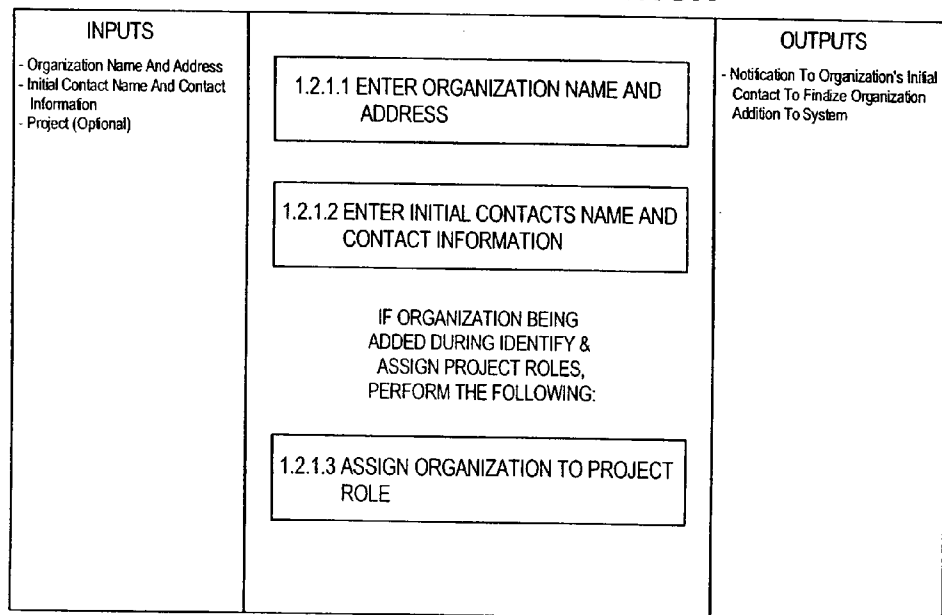 INPUTS
- Organization Name And Address
- Initial Contact Name And Contact
Information
- Project (Optional)
1.2.1.1 ENTER ORGANIZATION NAME AND
ADDRESS
1.2.1.2 ENTER INITIAL CONTACTS NAME AND
CONTACT INFORMATION
IF ORGANIZATION BEING
ADDED DURING IDENTIFY &
ASSIGN PROJECT ROLES,
PERFORM THE FOLLOWING:
1.2.1.3 ASSIGN ORGANIZATION TO PROJECT
ROLE
OUTPUTS
- Notification To Organization's Initial
Contact To Finalize Organization
Addition To System